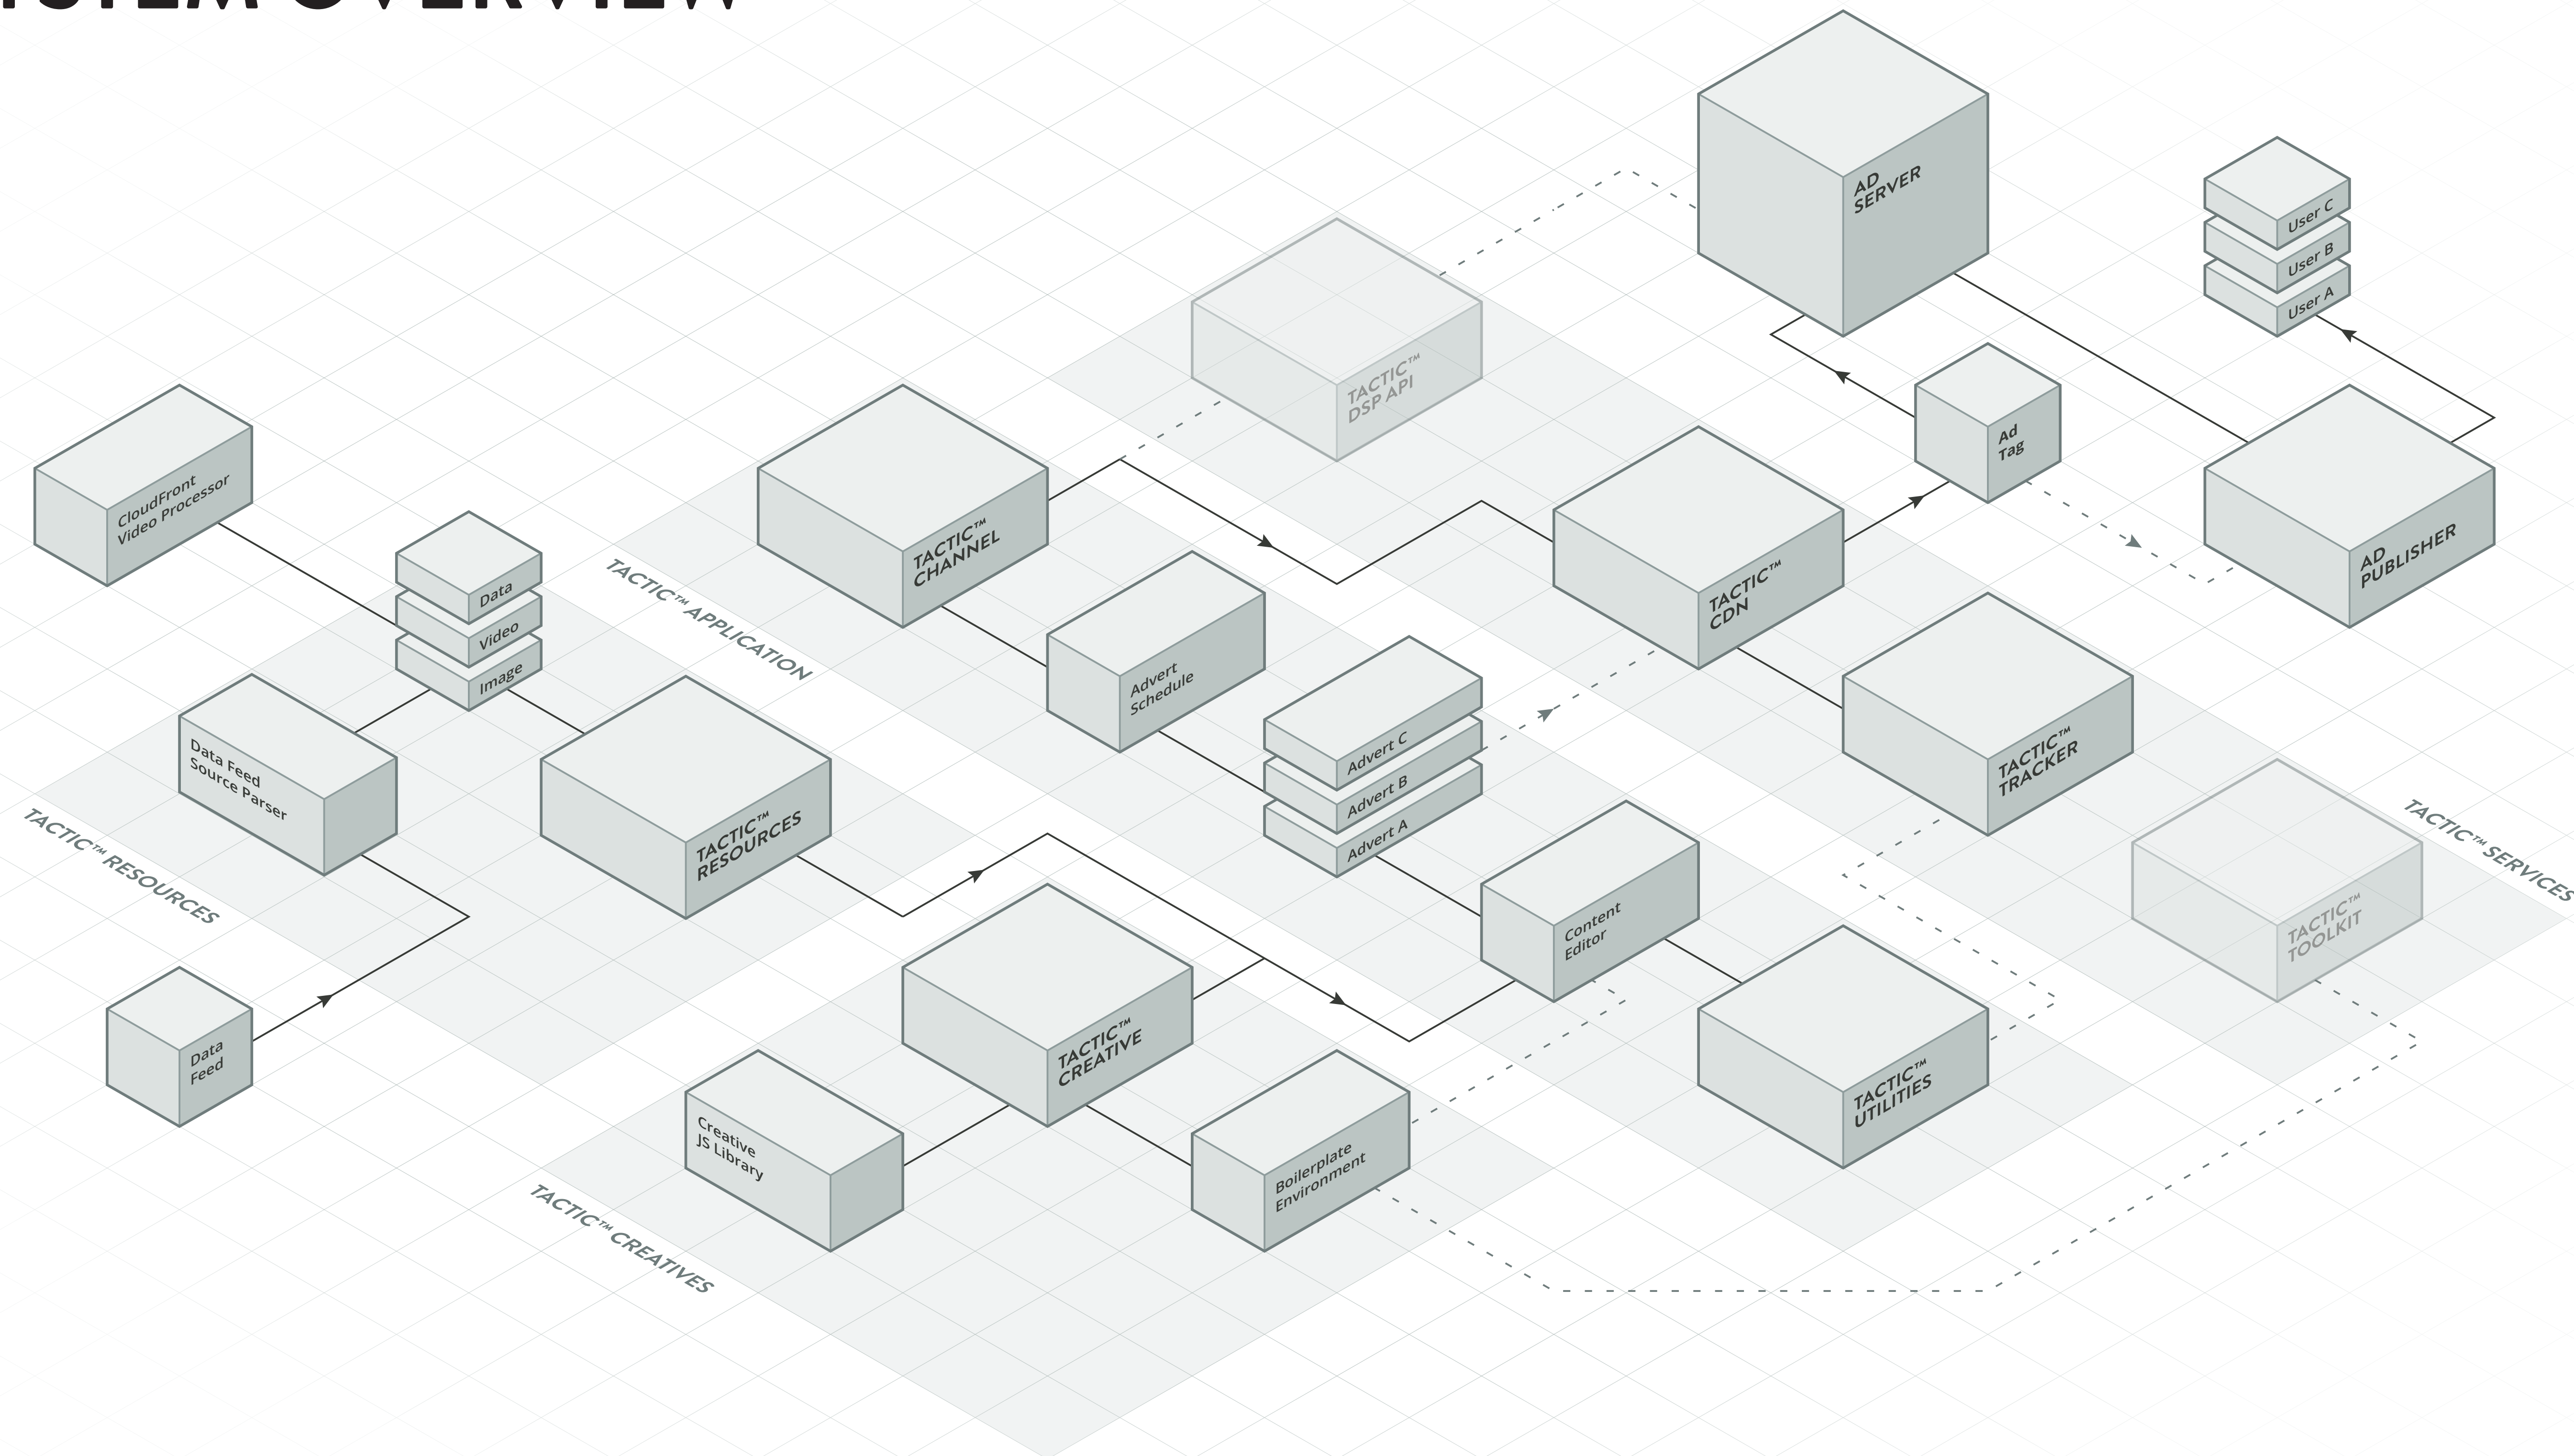 AD
SERVER
User C
User B
User A
TACTIC™
DSP API
Ad
Tag
CloudFront
Video Processor
TACTIC™
CHANNEL
AD
PUBLISHER
Data
Video
Image
TACTIC™
CDN
TACTIC™ APPLICATION
Advert
Schedule
Advert C
Advert B
Advert A
TACTIC™
TRACKER
Data Feed
Source Parser
TACTIC™
RESOURCES
TACTIC™ SERVICES
TACTIC™ RESOURCES
Content
Editor
TACTIC™
TOOLKIT
Data
Feed
TACTIC™
CREATIVE
TACTIC™
UTILITIES
Creative
JS Library
Boilerplate
Environment
TACTIC™ CREATIVES